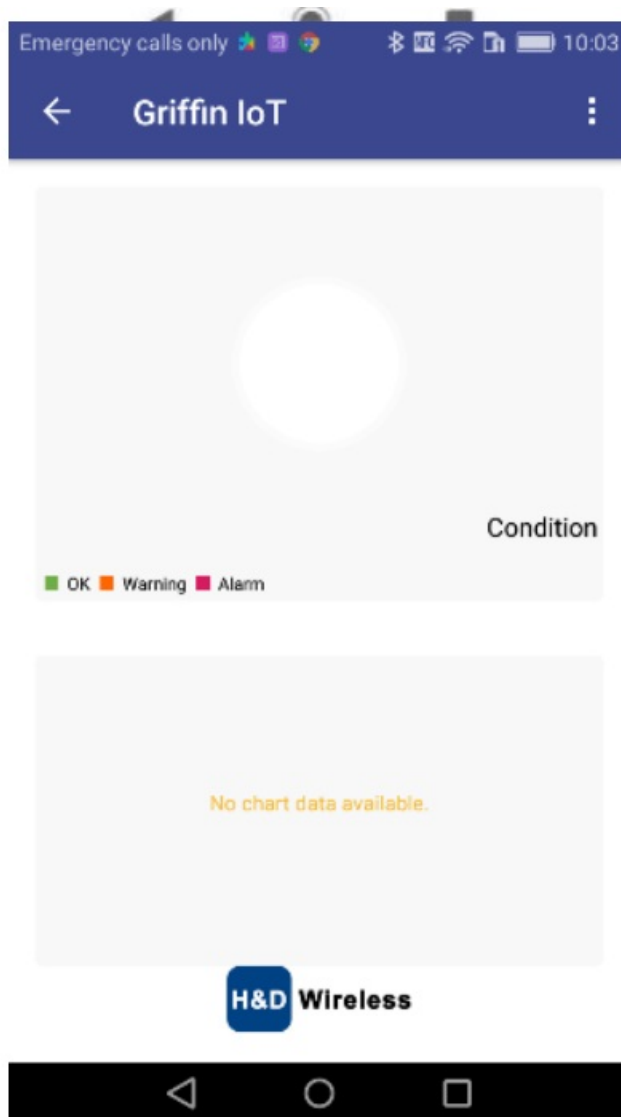 Emergency calls only 10:03
Griffin IoT
Condition
OK Warning Alarm
No chart data available.
H&D Wireless